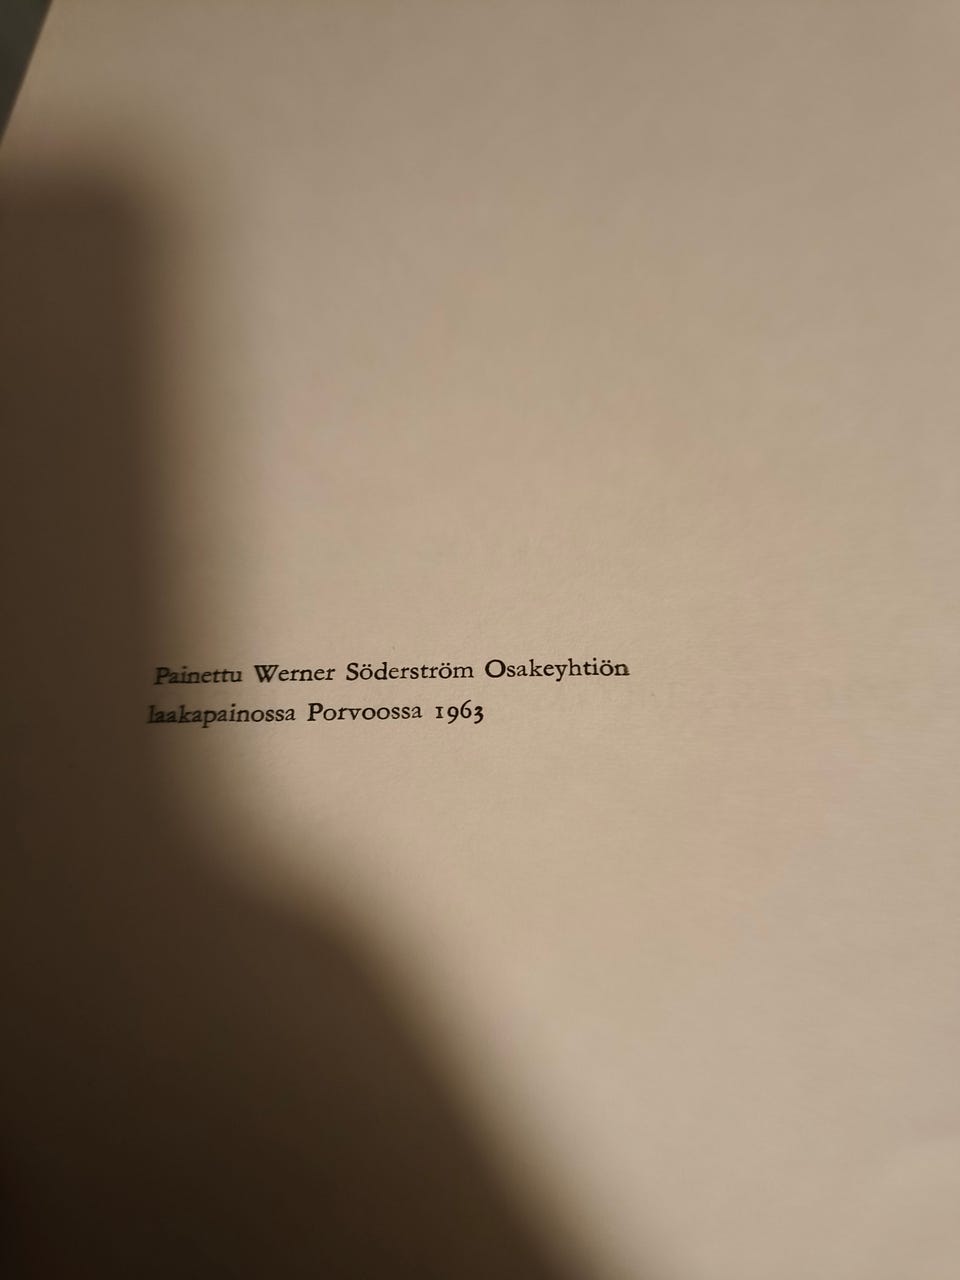 Painettu Werner Söderström Osakeyhtiön
laakapainossa Porvoossa 1963